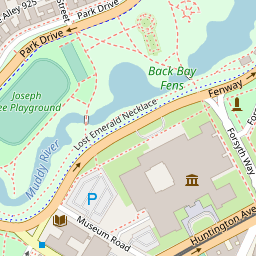 Alley 925
Street
Park Drive
Park Drive
Joseph
ee Playground
Back Bay
Fens
Fenway
Lost Emerald Necklace
Muddy River
Forsyth
Way
P
Museum Road
Huntington Ave